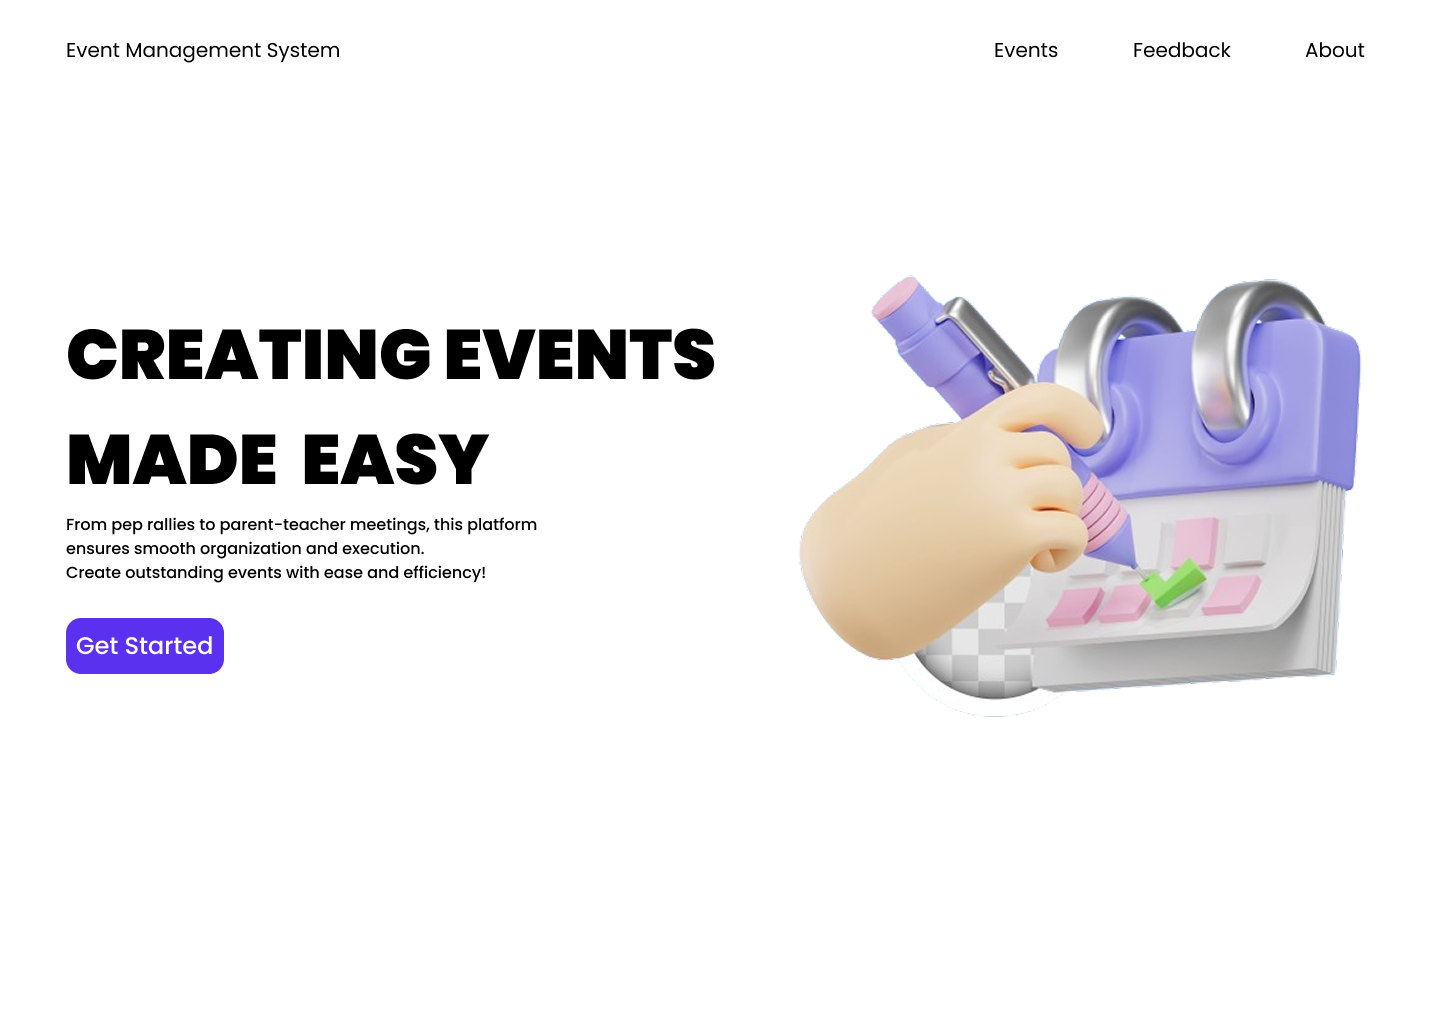 Event Management System
Events
Feedback
About
CREATING EVENTS
MADE EASY
From pep rallies to parent-teacher meetings, this platform
ensures smooth organization and execution.
Create outstanding events with ease and efficiency!
Get Started